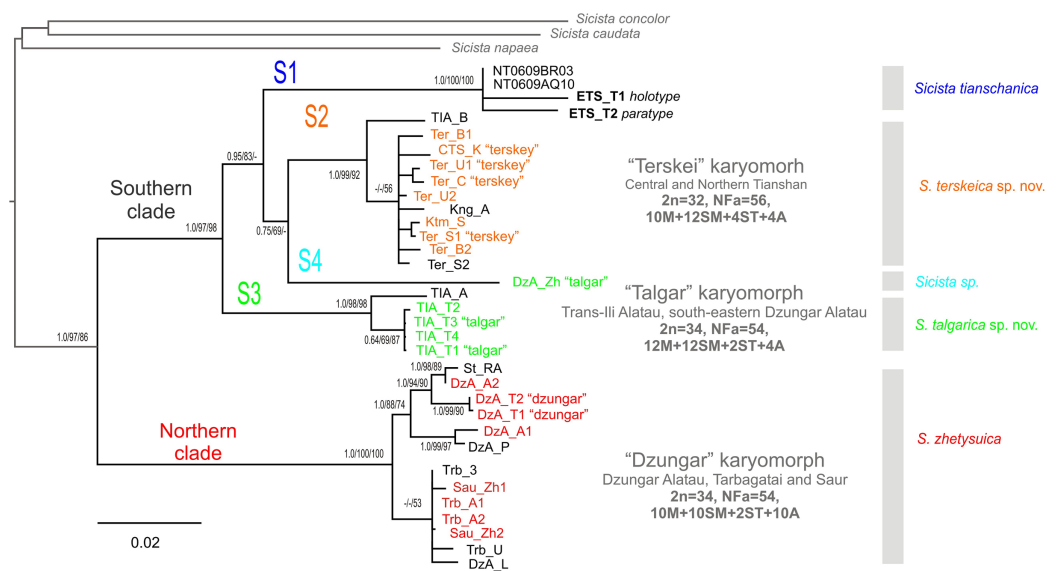 Sicista concolor
Sicista caudata
Sicista napaea
S1
1.0/100/100
NT0609BR03
NT0609AQ10
ETS_T1 holotype
ETS_T2 paratype
Sicista tianschanica
S2
TIA_B
Ter_B1
CTS_K “terskey”
Ter_U1 “terskey”
Ter_C “terskey”
Ter_U2
Kng_A
Ktm_S
Ter_S1 “terskey”
Ter_B2
Ter_S2
0.95/83/-
1.0/99/92
-/-/56
“Terskei” karyomorh
Central and Northern Tianshan
2n=32, NFa=56,
10M+12SM+4ST+4A
S. terskeica sp. nov.
Southern
clade
1.0/97/98
0.75/69/-
S4
DzA_Zh “talgar”
Sicista sp.
S3
TIA_A
TIA_T2
TIA_T3 “talgar”
TIA_T4
TIA_T1 “talgar”
1.0/98/98
0.64/69/87
“Talgar” karyomorph
Trans-Ili Alatau, south-eastern Dzungar Alatau
2n=34, NFa=54,
12M+12SM+2ST+4A
S. talgarica sp. nov.
1.0/97/86
Northern
clade
1.0/100/100
1.0/88/74
1.0/94/90
1.0/98/89
1.0/99/90
1.0/99/97
-/-/53
St_RA
DzA_A2
DzA_T2 “dzungar”
DzA_T1 “dzungar”
DzA_A1
DzA_P
Trb_3
Sau_Zh1
Trb_A1
Trb_A2
Sau_Zh2
Trb_U
DzA_L
“Dzungar” karyomorph
Dzungar Alatau, Tarbagatai and Saur
2n=34, NFa=54,
10M+10SM+2ST+10A
S. zhetysuica
0.02